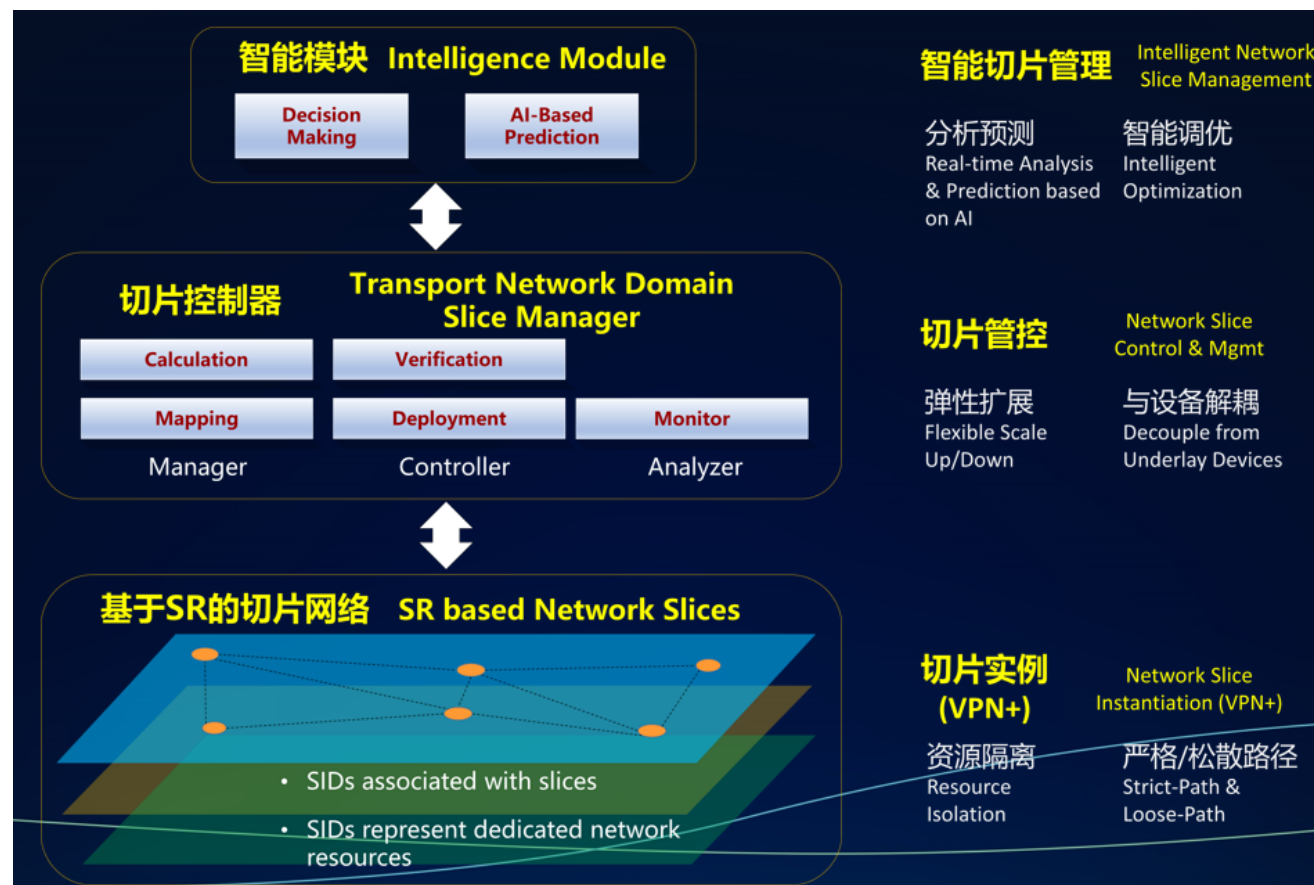 智能模块 Intelligence Module
Decision
Making
AI-Based
Prediction
切片控制器
Transport Network Domain
Slice Manager
Calculation
Verification
Mapping
Deployment
Monitor
Manager
Controller
Analyzer
基于SR的切片网络 SR based Network Slices
• SIDs associated with slices
• SIDs represent dedicated network
resources
智能切片管理
Intelligent Network
Slice Management
分析预测
Real-time Analysis
& Prediction based
on AI
智能调优
Intelligent
Optimization
切片管控
Network Slice
Control & Mgmt
弹性扩展
Flexible Scale
Up/Down
与设备解耦
Decouple from
Underlay Devices
切片实例
(VPN+)
Network Slice
Instantiation (VPN+)
资源隔离
Resource
Isolation
严格/松散路径
Strict-Path &
Loose-Path